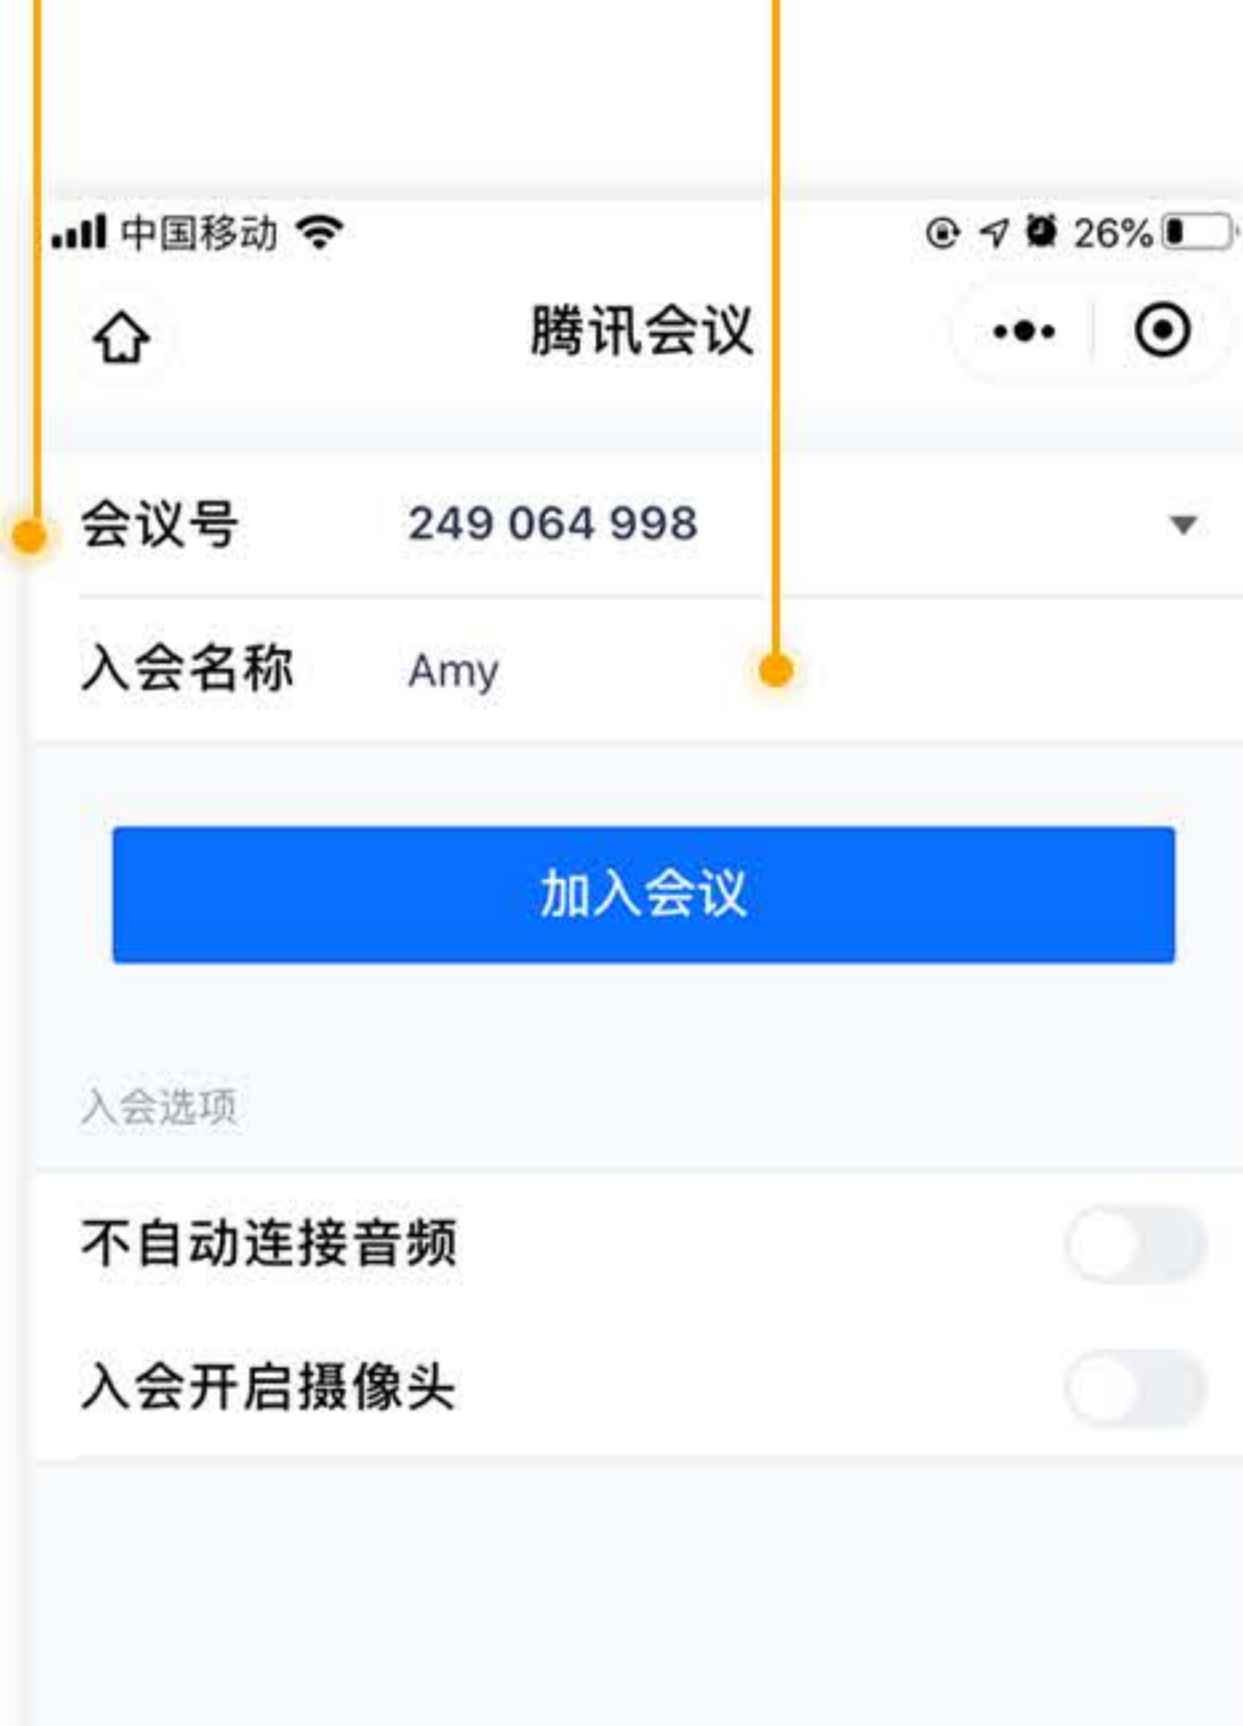 中国移动 26%
腾讯会议
会议号 249 064 998
入会名称 Amy
加入会议
入会选项
不自动连接音频
入会开启摄像头